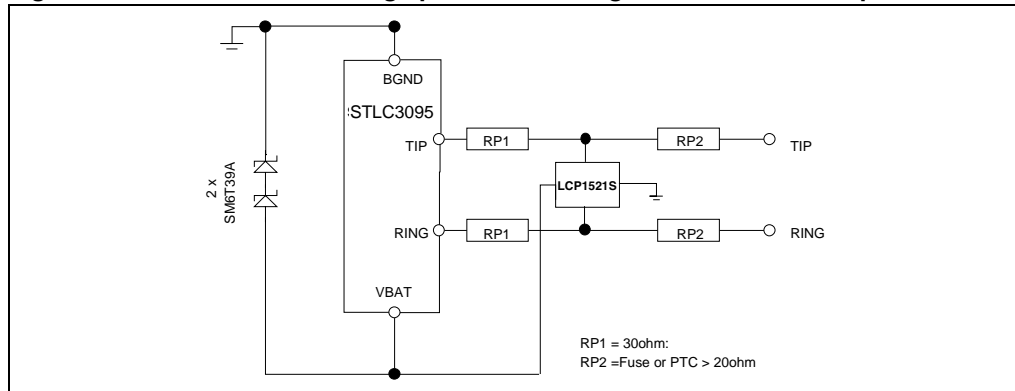 BGND
STLC3095
TIP
RP1
RP2
TIP
2 x
SM6T39A
LCP1521S
RING
RP1
RP2
RING
VBAT
RP1 = 30ohm:
RP2 =Fuse or PTC > 20ohm